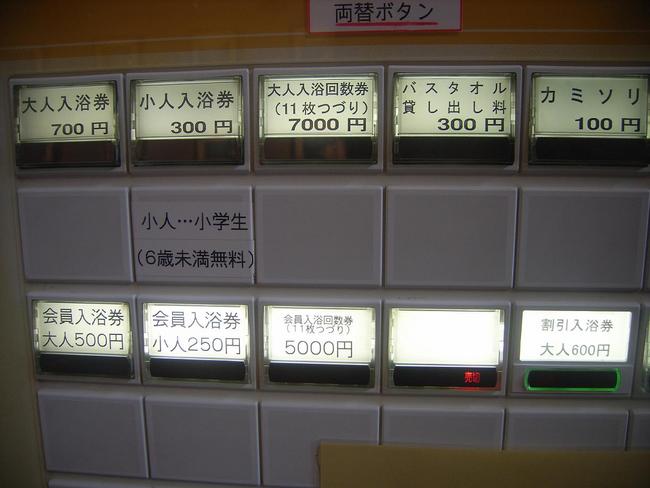 両替ボタン
大人入浴券
700円
小人入浴券
300円
大人入浴回数券
(11枚つづり)
7000円
バスタオル
貸し出し料
300円
カミソリ
100円
小人…小学生
(6歳未満無料)
会員入浴券
大人500円
会員入浴券
小人250円
会員入浴回数券
(11枚つづり)
5000円
売切
割引入浴券
大人600円